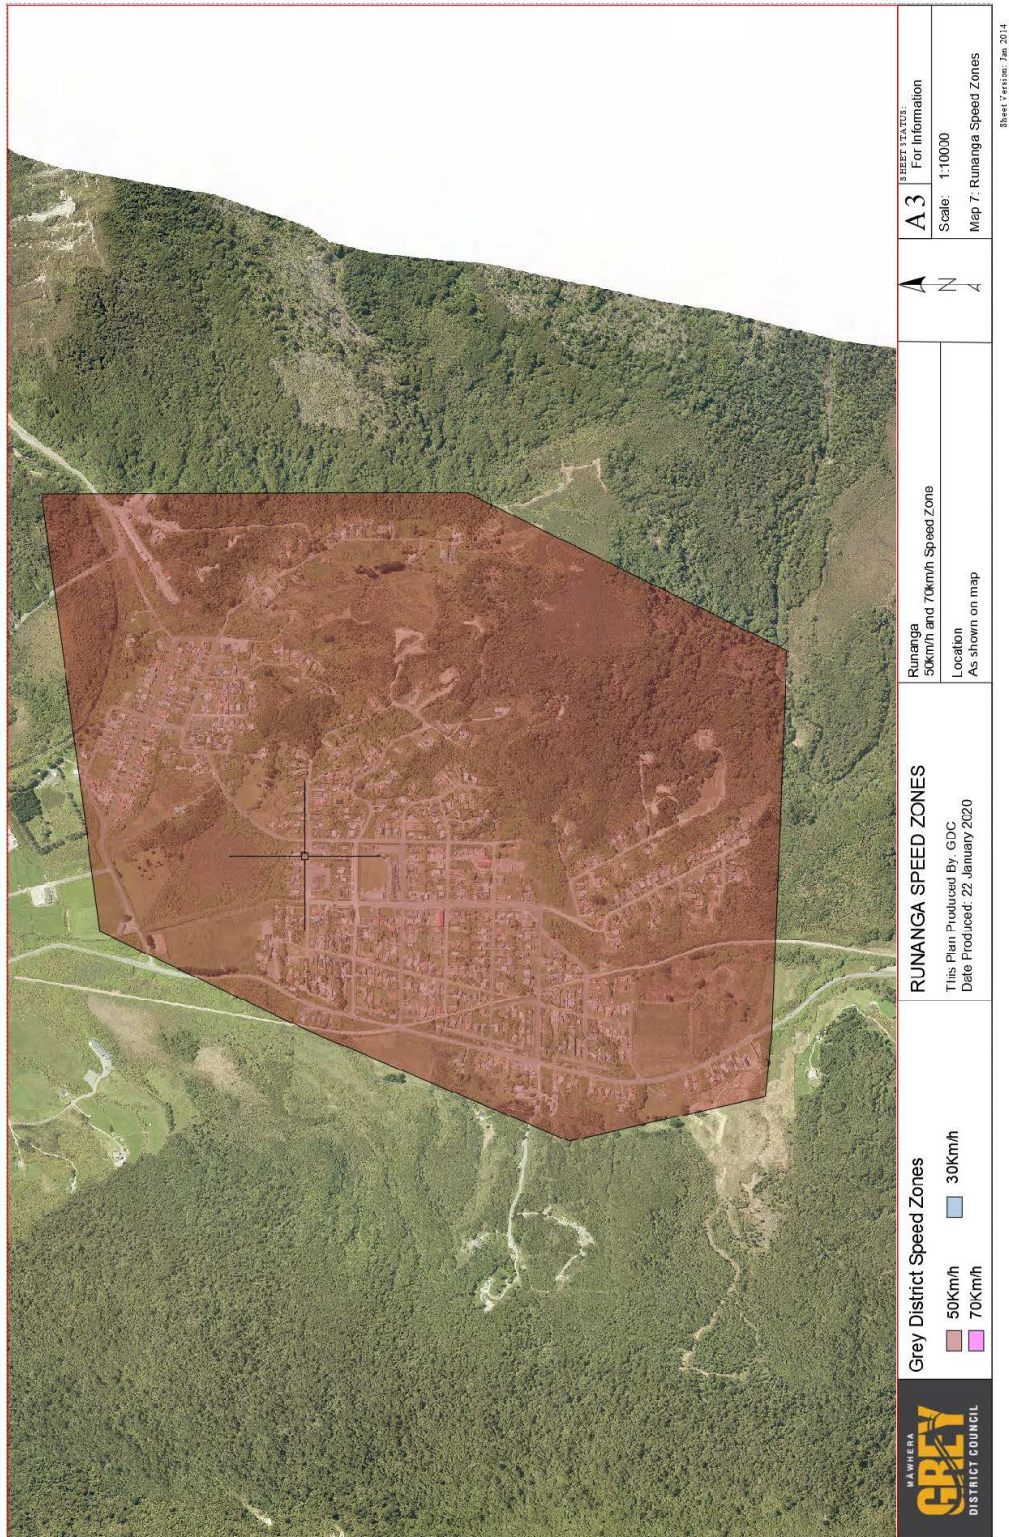 MĀWHERA
GREY
DISTRICT COUNCIL
Grey District Speed Zones
50Km/h
30Km/h
70Km/h
RUNANGA SPEED ZONES
This Plan Produced By: GDC
Date Produced: 22 January 2020
Runanga
50km/h and 70km/h Speed Zone
Location
As shown on map
N
A3
SHEET STATUS:
For Information
Scale: 1:10000
Map 7: Runanga Speed Zones
Sheet Version: Jan 2014